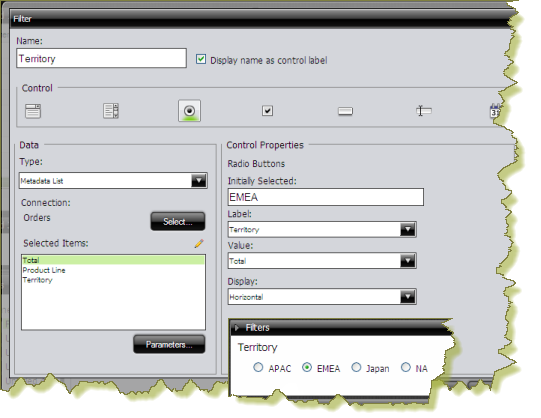 Filter
Name:
Territory
Display name as control label
Control
31
Data
Type:
Metadata List
Connection:
Orders
Select...
Selected Items:
Total
Product Line
Territory
Parameters...
Control Properties
Radio Buttons
Initially Selected:
EMEA
Label:
Territory
Value:
Total
Display:
Horizontal
Filters
Territory
APAC EMEA Japan NA